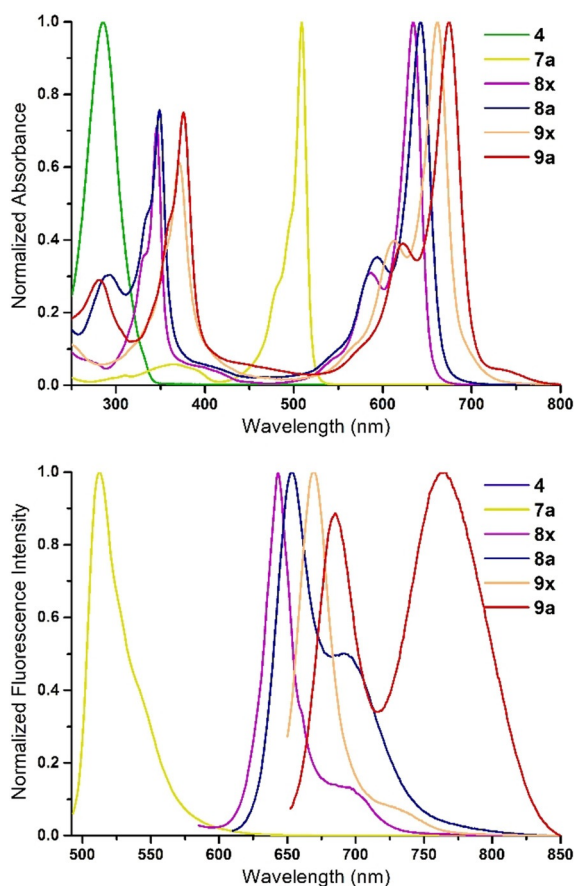 1.0
0.8
0.6
0.4
0.2
0.0
Normalized Absorbance
300 400 500 600 700 800
Wavelength (nm)
4
7a
8x
8a
9x
9a
1.0
0.8
0.6
0.4
0.2
0.0
Normalized Fluorescence Intensity
500 550 600 650 700 750 800 850
Wavelength (nm)
4
7a
8x
8a
9x
9a